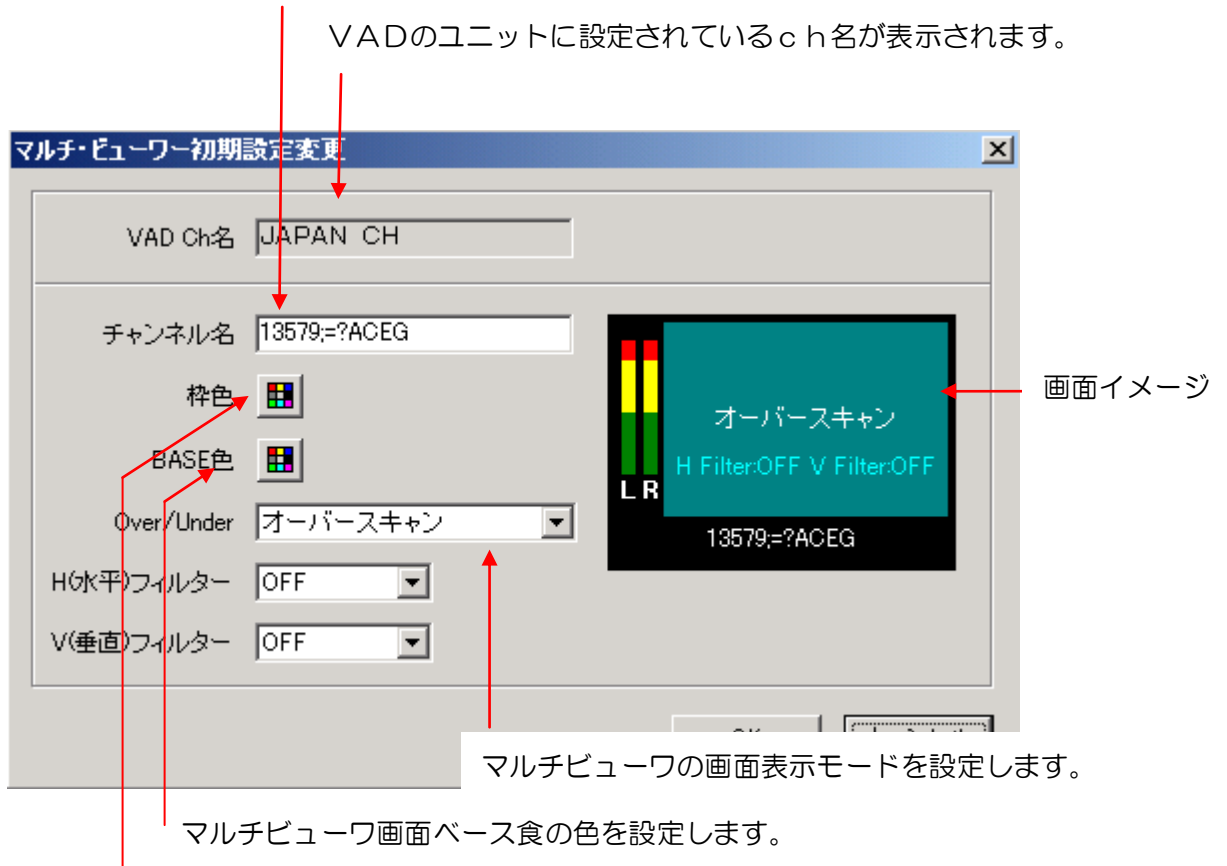 VADのユニットに設定されているch名が表示されます。
マルチ・ビューワー初期設定変更
VAD Ch名 JAPAN CH
チャンネル名 13579;=?ACEG
枠色
BASE色
Over/Under オーバースキャン
H(水平)フィルター OFF
V(垂直)フィルター OFF
オーバースキャン
H Filter:OFF V Filter:OFF
L R
13579;=?ACEG
画面イメージ
マルチビューワの画面表示モードを設定します。
マルチビューワ画面ベース食の色を設定します。